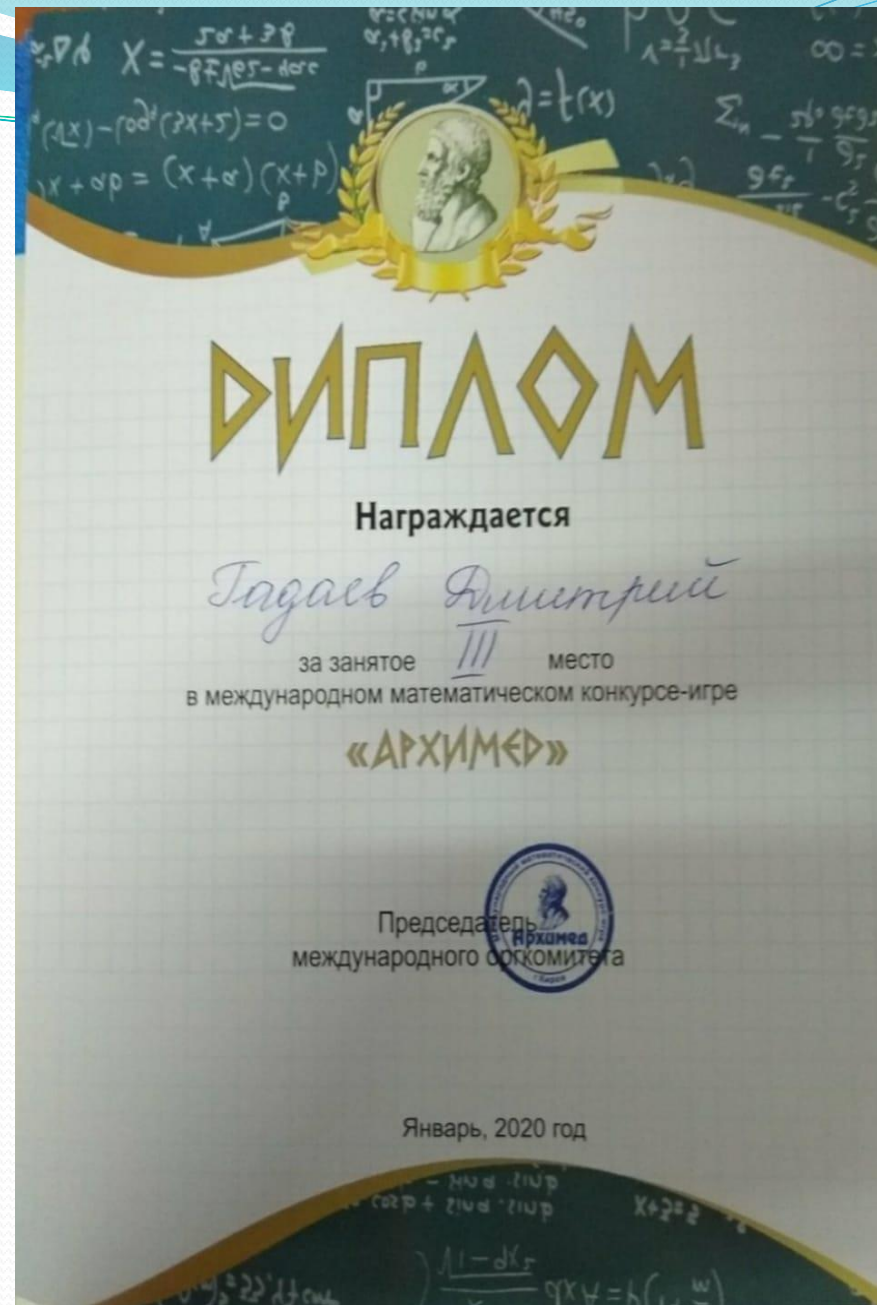 ДИПЛОМ
Награждается
Гадаев Дмитрий
за занятое III место
в международном математическом конкурсе-игре
«АРХИМЕД»
Председатель
международного оргкомитета
Архимед
Январь, 2020 год